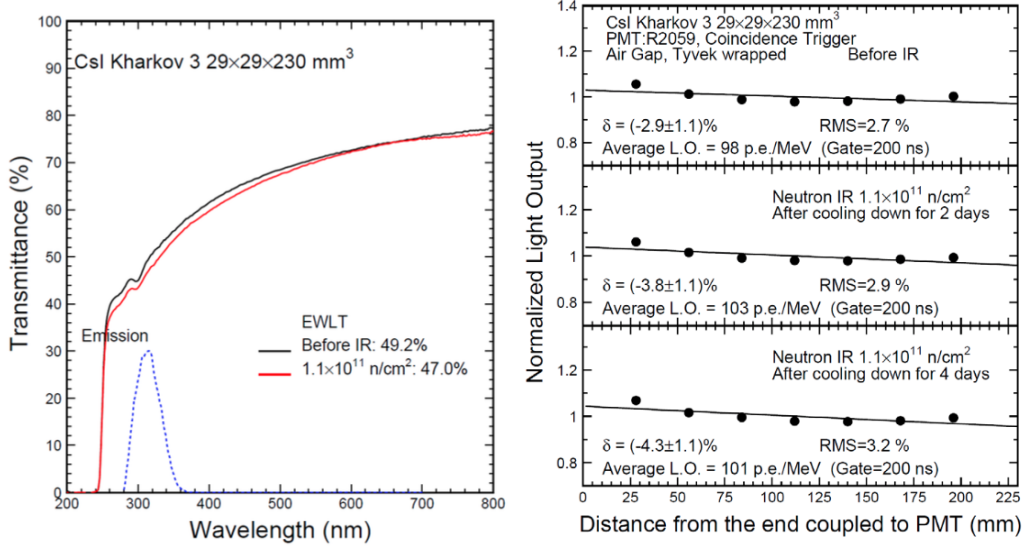 CsI Kharkov 3 29×29×230 mm³
Transmittance (%)
100
90
80
70
60
50
40
30
20
10
0
Emission
EWLT
Before IR: 49.2%
1.1×10¹¹ n/cm²: 47.0%
200
300
400
500
600
700
800
Wavelength (nm)
Normalized Light Output
1.4
1.2
1
0.8
CsI Kharkov 3 29×29×230 mm³
PMT:R2059, Coincidence Trigger
Air Gap, Tyvek wrapped Before IR
δ = (-2.9±1.1)% RMS=2.7 %
Average L.O. = 98 p.e./MeV (Gate=200 ns)
1.2
1
0.8
Neutron IR 1.1×10¹¹ n/cm²
After cooling down for 2 days
δ = (-3.8±1.1)% RMS=2.9 %
Average L.O. = 103 p.e./MeV (Gate=200 ns)
1.2
1
0.8
Neutron IR 1.1×10¹¹ n/cm²
After cooling down for 4 days
δ = (-4.3±1.1)% RMS=3.2 %
Average L.O. = 101 p.e./MeV (Gate=200 ns)
0
25
50
75
100
125
150
175
200
225
Distance from the end coupled to PMT (mm)